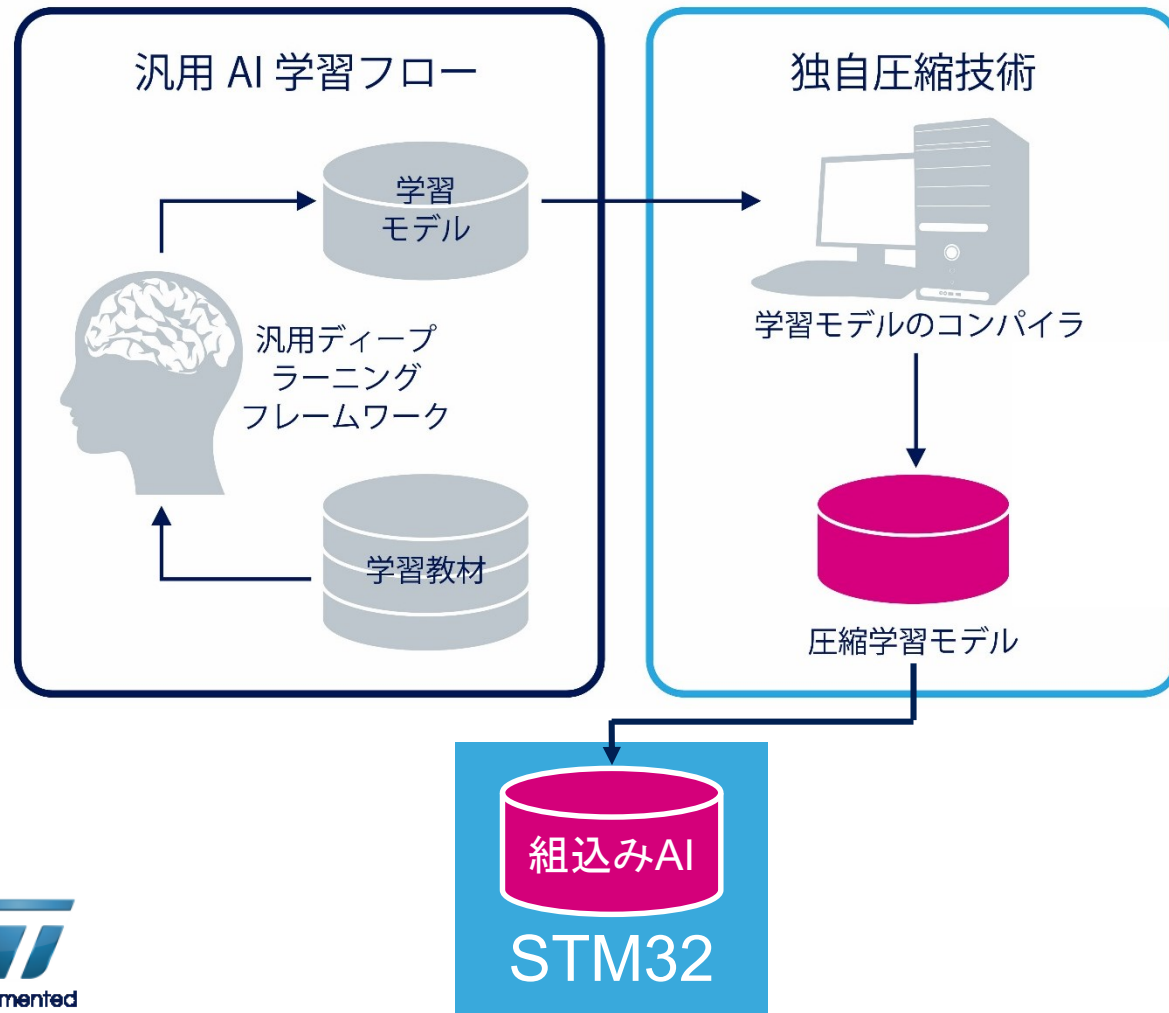 汎用 AI 学習フロー
学習
モデル
汎用ディープ
ラーニング
フレームワーク
学習教材
独自圧縮技術
学習モデルのコンパイラ
圧縮学習モデル
組込みAI
STM32